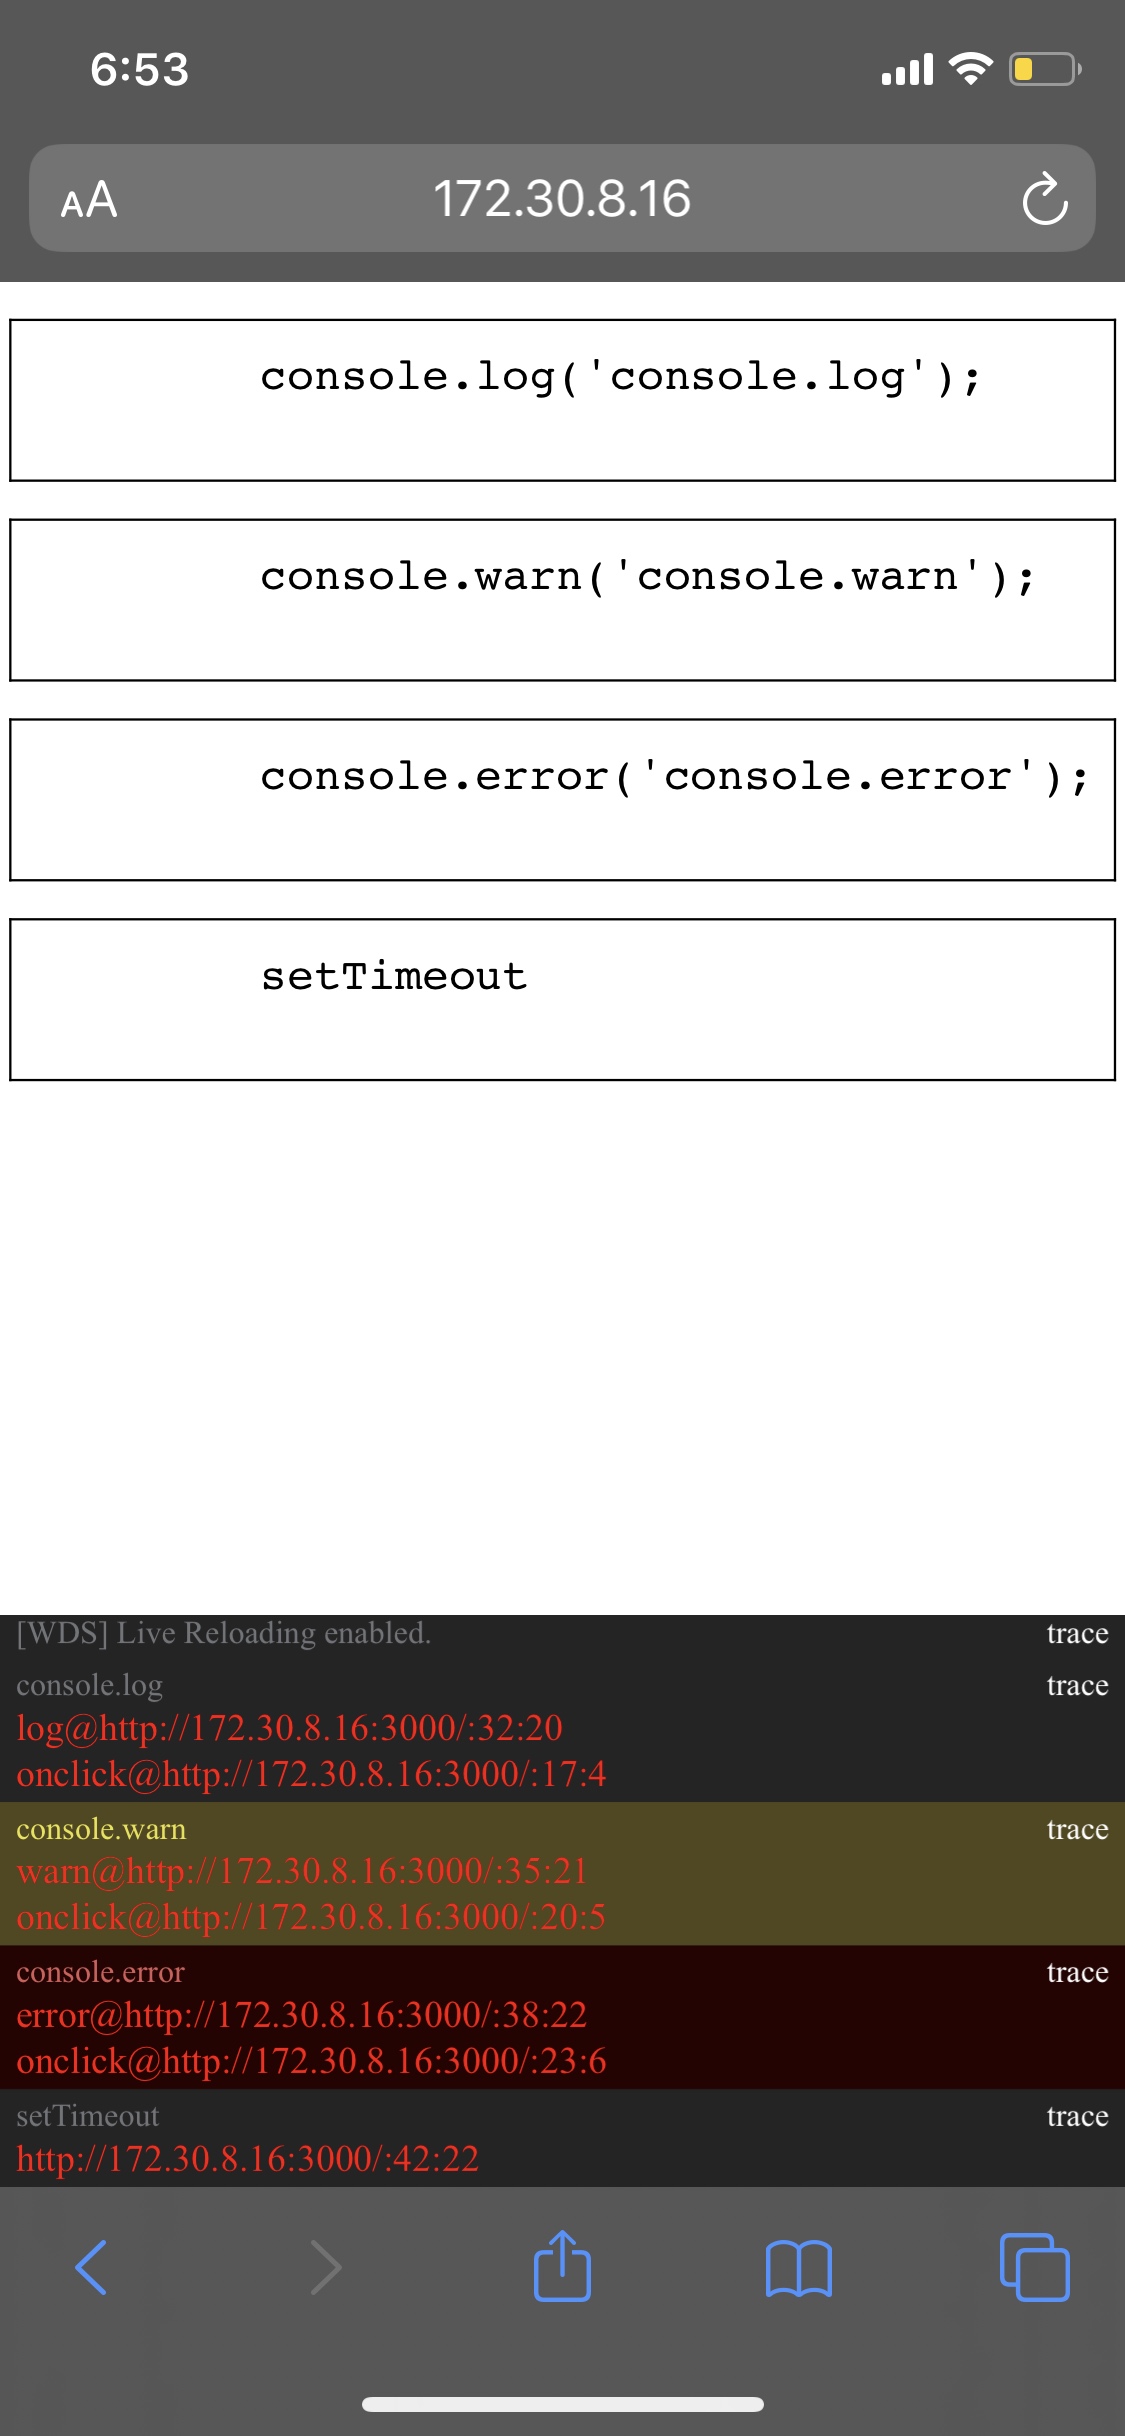 6:53
AA 172.30.8.16
console.log('console.log');
console.warn('console.warn');
console.error('console.error');
setTimeout
[WDS] Live Reloading enabled. trace
console.log trace
log@http://172.30.8.16:3000/:32:20
onclick@http://172.30.8.16:3000/:17:4
console.warn trace
warn@http://172.30.8.16:3000/:35:21
onclick@http://172.30.8.16:3000/:20:5
console.error trace
error@http://172.30.8.16:3000/:38:22
onclick@http://172.30.8.16:3000/:23:6
setTimeout trace
http://172.30.8.16:3000/:42:22